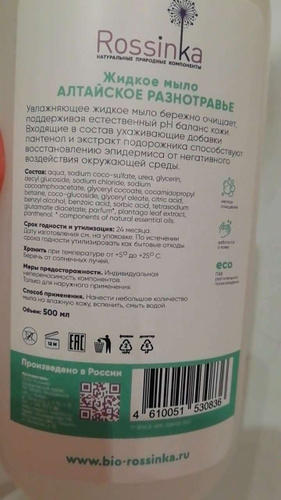 Rossinka
НАТУРАЛЬНЫЕ ПРИРОДНЫЕ КОМПОНЕНТЫ
Жидкое мыло
АЛТАЙСКОЕ РАЗНОТРАВЬЕ
Увлажняющее жидкое мыло бережно очищает,
поддерживая естественный pH баланс кожи.
Входящие в состав ухаживающие добавки
пантенол и экстракт подорожника способствуют
восстановлению эпидермиса от негативного
воздействия окружающей среды.
Состав: aqua, sodium coco-sulfate, urea, glycerin,
decyl glucoside, sodium chloride, sodium
cocoamphoacetate, glyceryl cocoate, cocamidopropyl
betaine, coco-glucoside, glyceryl oleate, citric acid,
benzyl alcohol, benzoic acid, sorbic acid, tetrasodium
glutamate diacetate, parfum*, plantago leaf extract,
panthenol. * components of natural essential oils.
Срок годности и утилизация: 24 месяца.
Дата изготовления см. на упаковке. По истечении
срока годности утилизировать как бытовые отходы.
Хранить при температуре от +5⁰ до +25⁰ С.
Беречь от солнечных лучей.
Меры предосторожности. Индивидуальная
непереносимость компонентов.
Только для наружного применения.
Способ применения. Нанести небольшое количество
мыла на влажную кожу, вспенить, смыть водой.
Объем: 500 мл
мягкое
очищение
eco
12 M
EAC
Произведено в России
4 610051 530836
www.bio-rossinka.ru